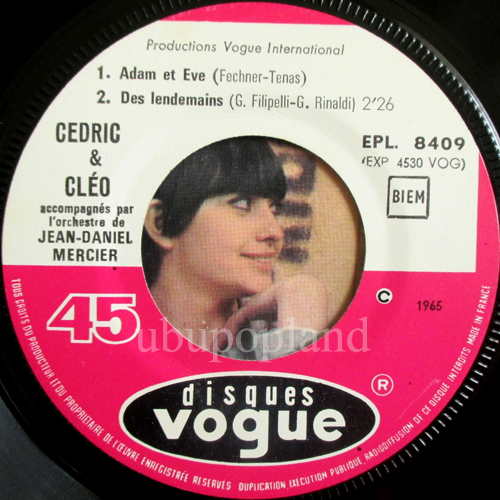 Productions Vogue International
1. Adam et Eve (Fechner-Tenas)
2. Des lendemains (G. Filipelli-G. Rinaldi) 2'26
CEDRIC
&
CLÉO
accompagnés par
l'orchestre de
JEAN-DANIEL
MERCIER
EPL. 8409
(EXP 4530 VOG)
BIEM
45
© 1965
ubupopland
disques
vogue
®
TOUS DROITS DU PRODUCTEUR ET DU PROPRIETAIRE DE L'ŒUVRE ENREGISTRÉE RESERVÉS DUPLICATION EXÉCUTION PUBLIQUE RADIODIFFUSION DE CE DISQUE INTERDITS MADE IN FRANCE